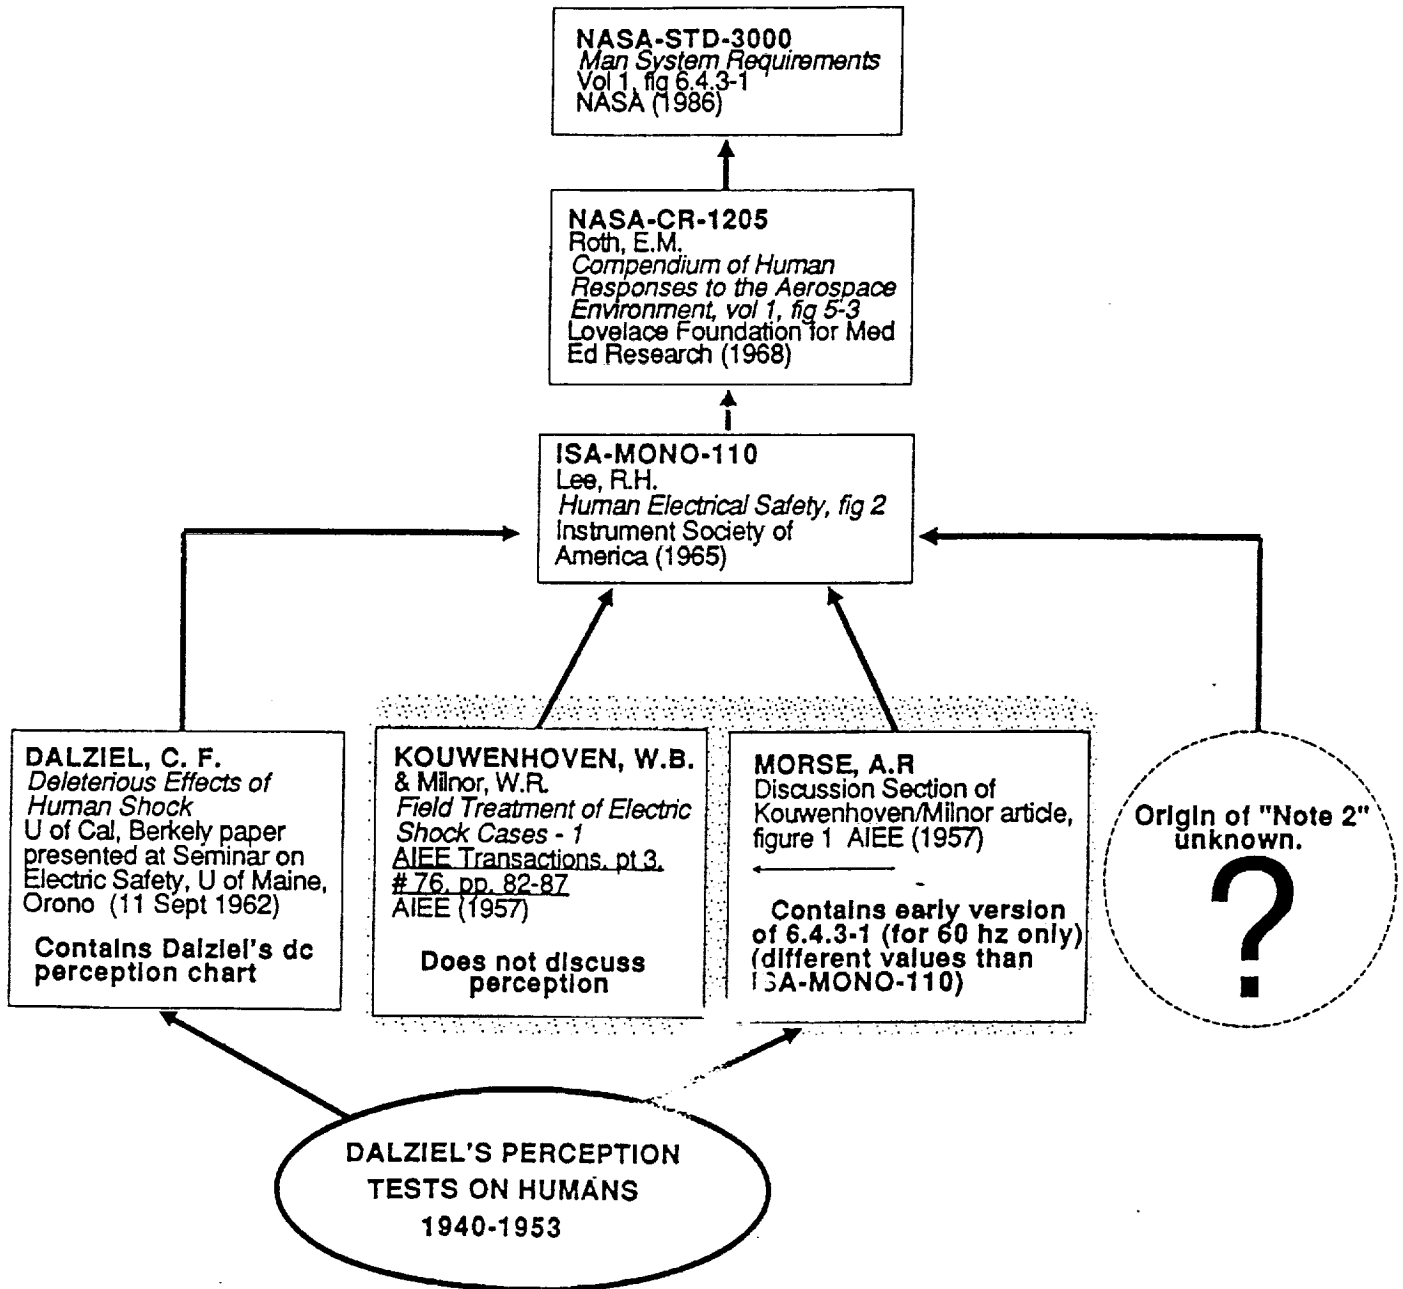 NASA-STD-3000
Man System Requirements
Vol 1, fig 6.4.3-1
NASA (1986)
NASA-CR-1205
Roth, E.M.
Compendium of Human
Responses to the Aerospace
Environment, vol 1, fig 5-3
Lovelace Foundation for Med
Ed Research (1968)
ISA-MONO-110
Lee, R.H.
Human Electrical Safety, fig 2
Instrument Society of
America (1965)
DALZIEL, C. F.
Deleterious Effects of
Human Shock
U of Cal, Berkely paper
presented at Seminar on
Electric Safety, U of Maine,
Orono (11 Sept 1962)
Contains Dalziel's dc
perception chart
KOUWENHOVEN, W.B.
& Milnor, W.R.
Field Treatment of Electric
Shock Cases - 1
AIEE Transactions, pt 3,
# 76, pp. 82-87
AIEE (1957)
Does not discuss
perception
MORSE, A.R
Discussion Section of
Kouwenhoven/Milnor article,
figure 1 AIEE (1957)
Contains early version
of 6.4.3-1 (for 60 hz only)
(different values than
ISA-MONO-110)
Origin of "Note 2"
unknown.
?
DALZIEL'S PERCEPTION
TESTS ON HUMANS
1940-1953